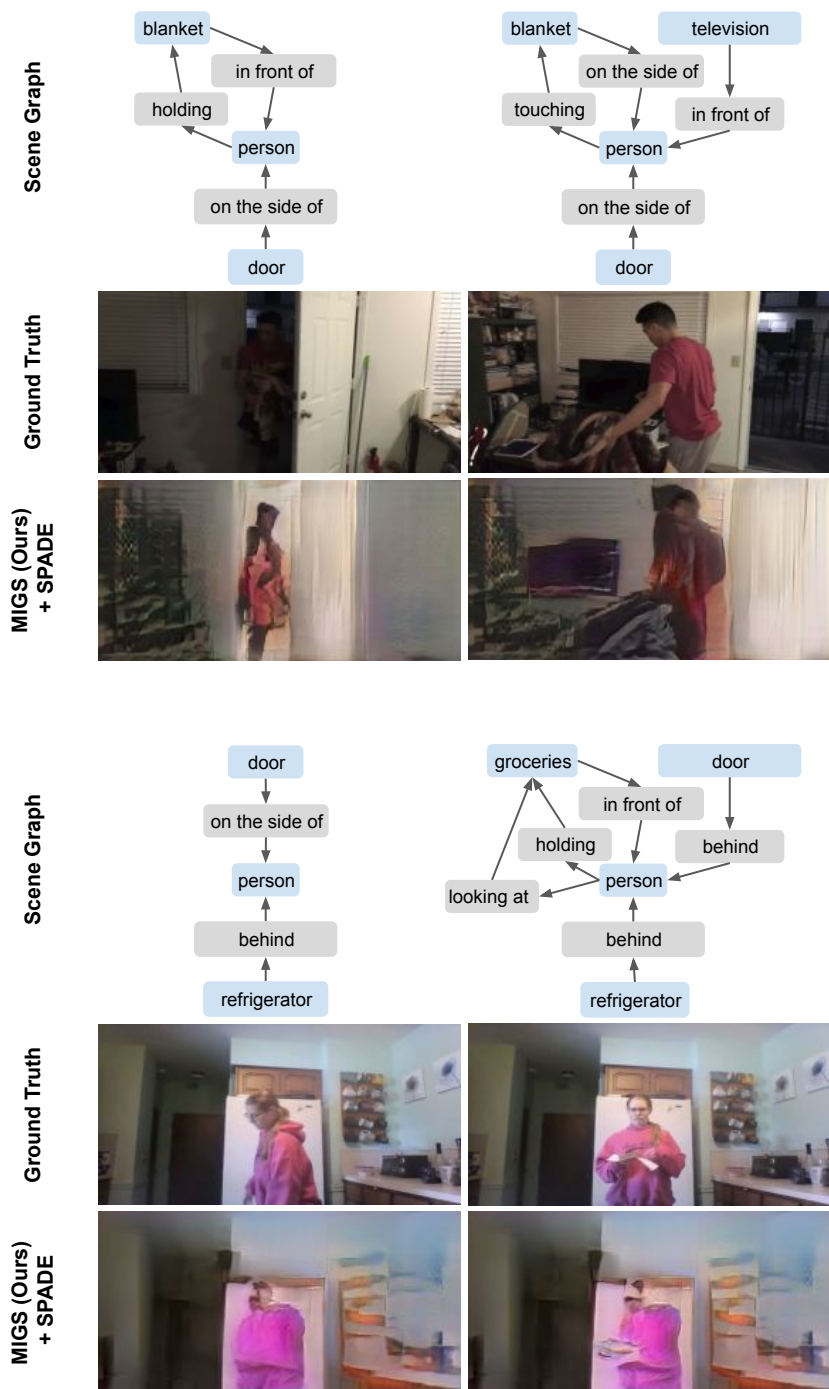 Scene Graph
blanket
in front of
holding
person
on the side of
door
blanket
television
on the side of
touching
in front of
person
on the side of
door
Ground Truth
MIGS (Ours)
+ SPADE
Scene Graph
door
on the side of
person
behind
refrigerator
groceries
door
in front of
holding
behind
looking at
person
behind
refrigerator
Ground Truth
MIGS (Ours)
+ SPADE